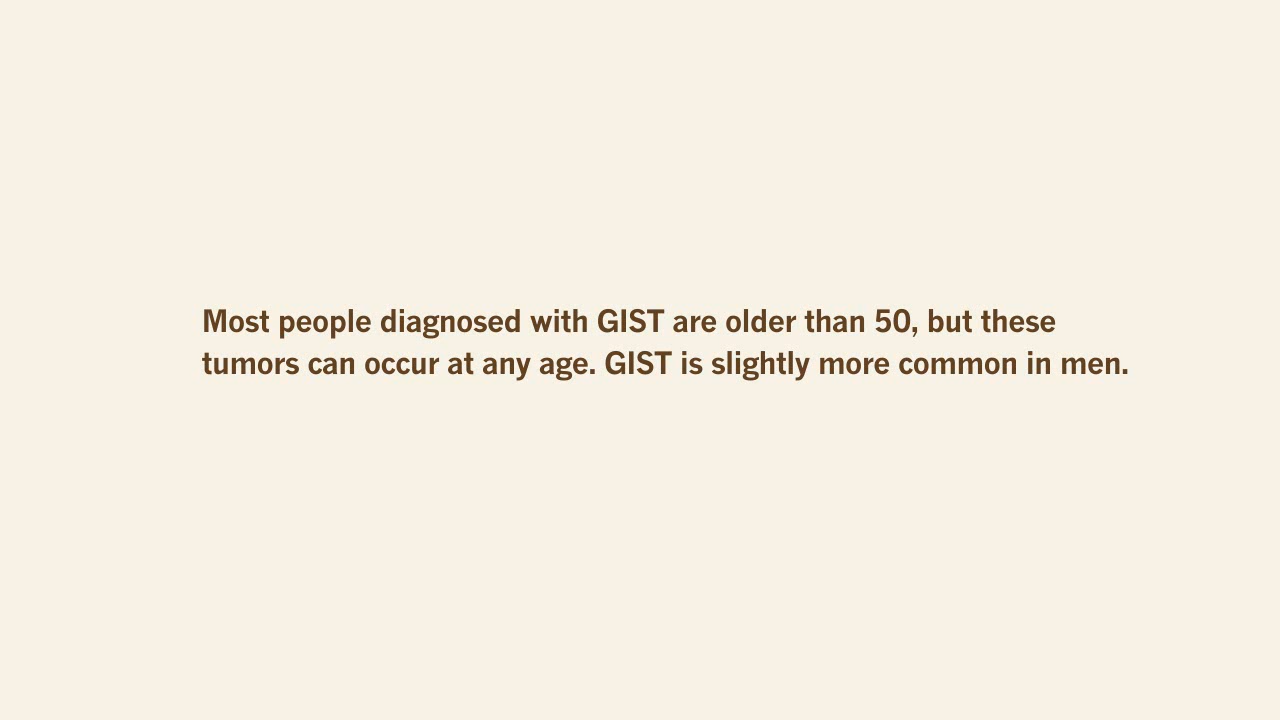 Most people diagnosed with GIST are older than 50, but these
tumors can occur at any age. GIST is slightly more common in men.